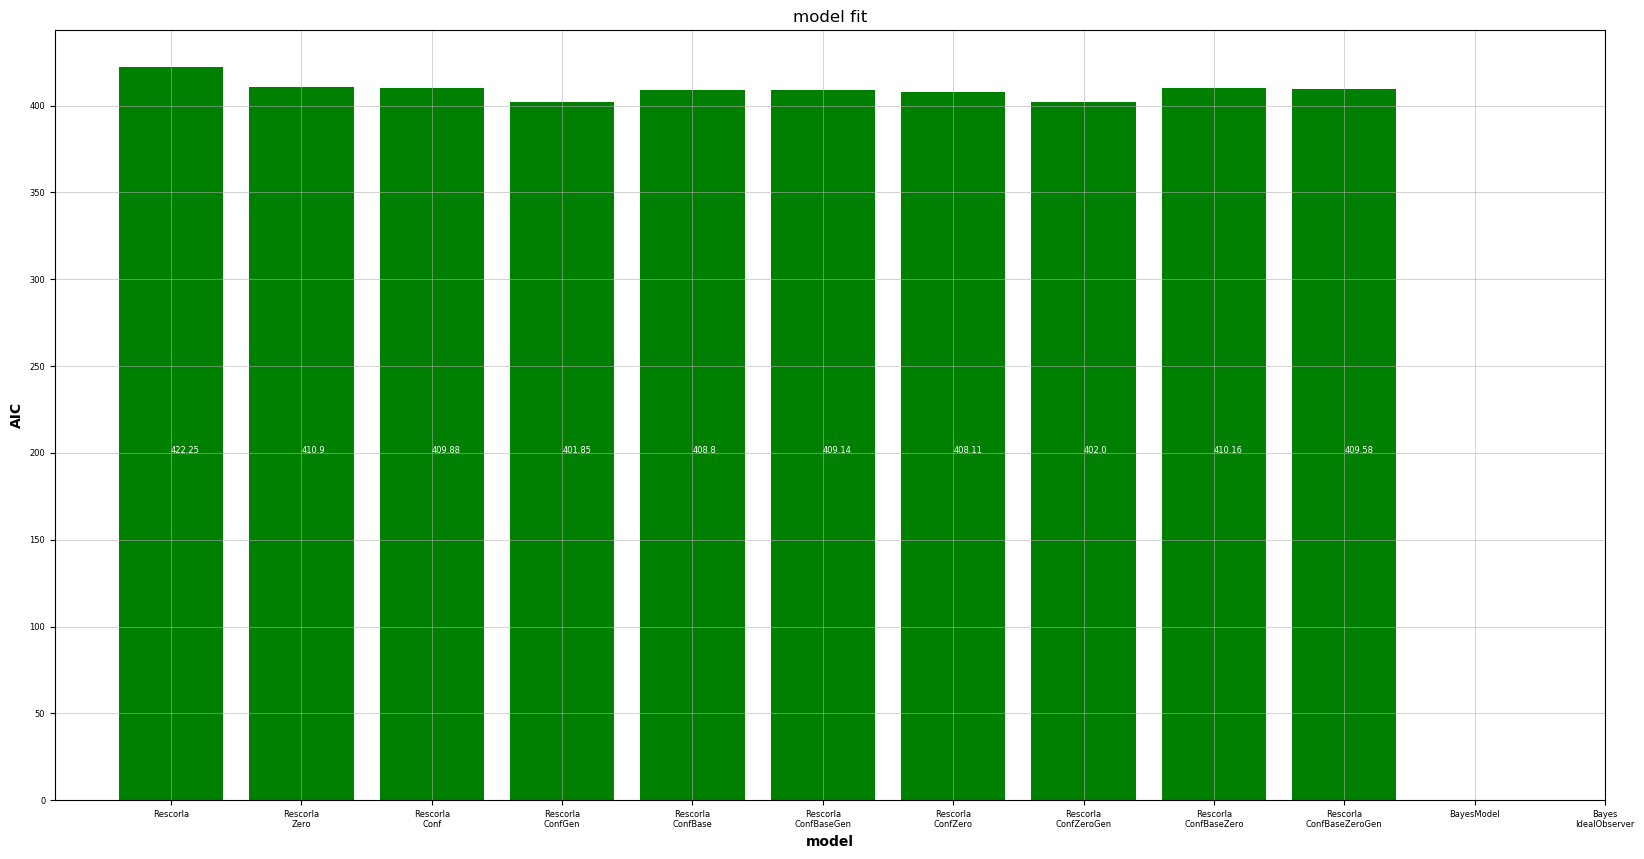 model fit
AIC
400
350
300
250
200
150
100
50
0
422.25 410.9 409.88 401.85 408.8 409.14 408.11 402.0 410.16 409.58
Rescorla Rescorla Rescorla Rescorla Rescorla Rescorla Rescorla Rescorla Rescorla Rescorla BayesModel Bayes
Zero Conf ConfGen ConfBase ConfBaseGen ConfZero ConfZeroGen ConfBaseZero ConfBaseZeroGen IdealObserver
model